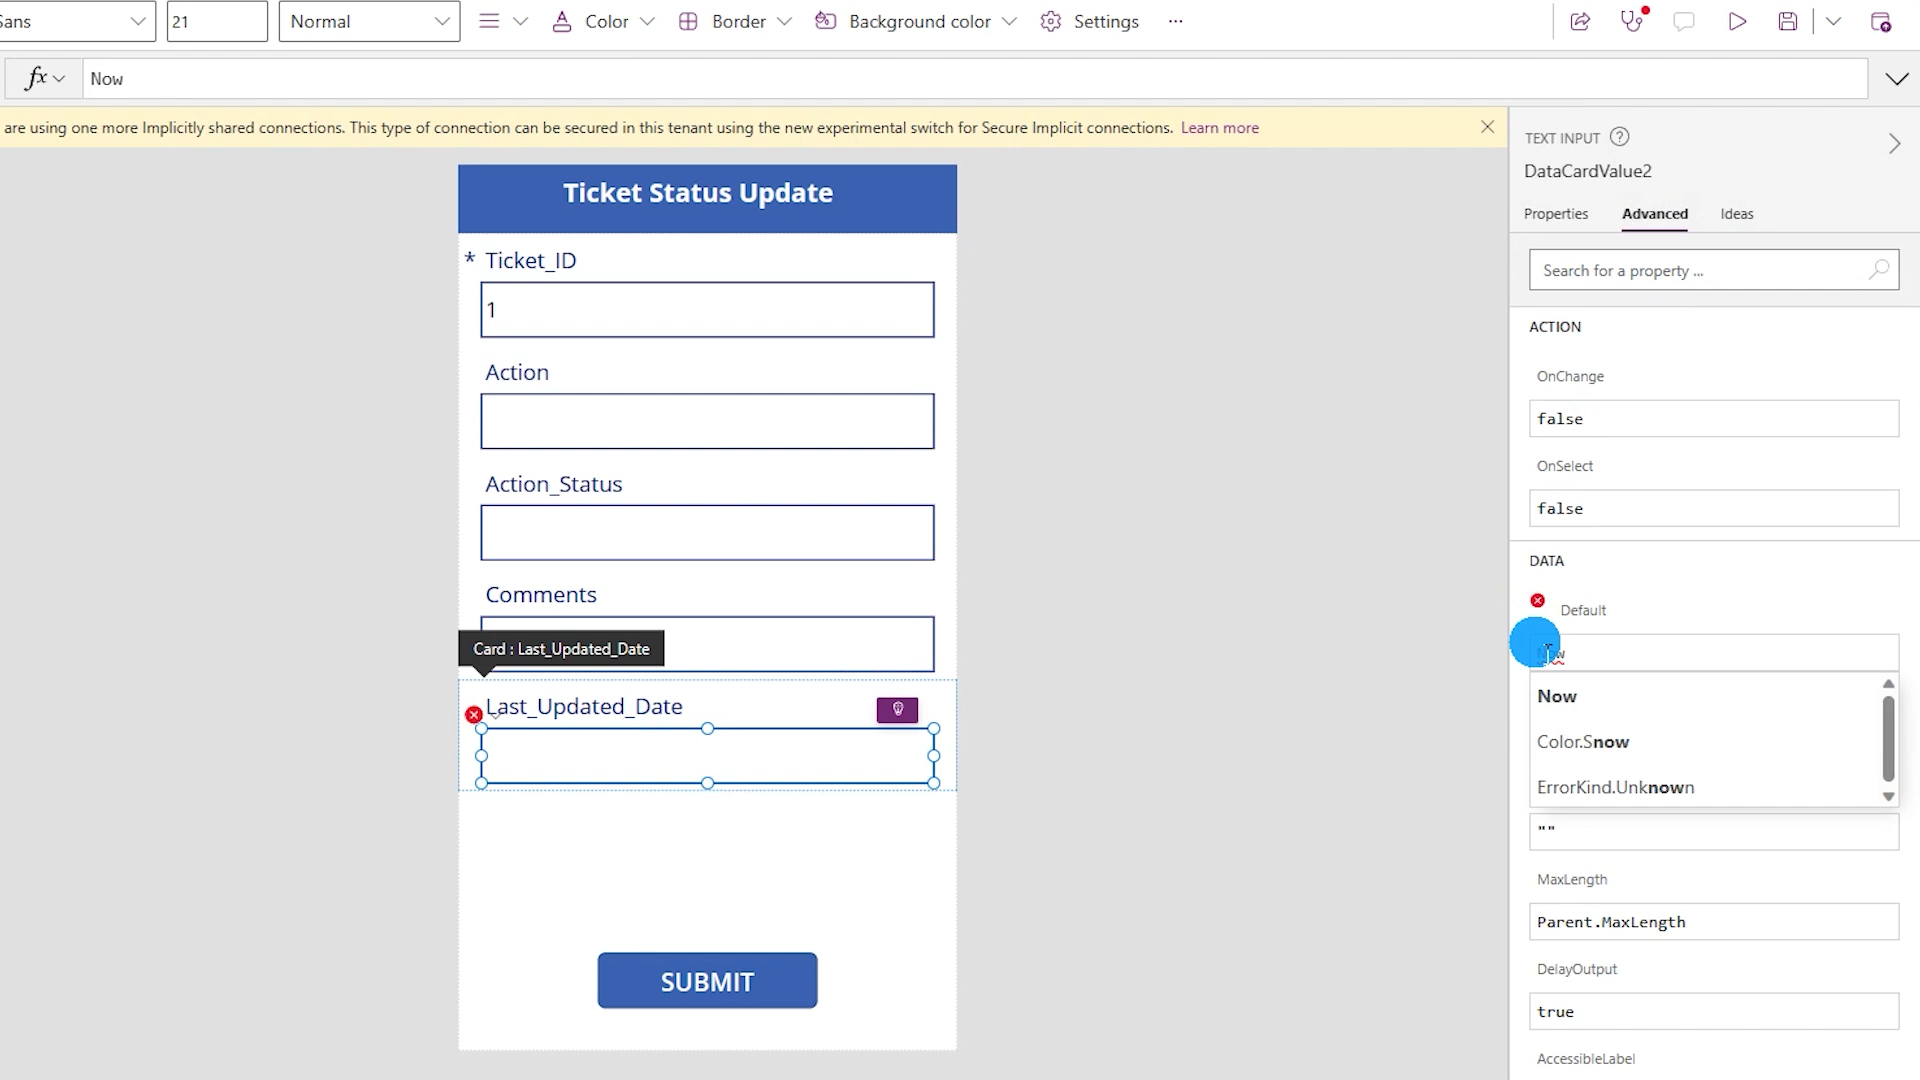 Sans 21 Normal Color Border Background color Settings ...
fx Now
are using one more Implicitly shared connections. This type of connection can be secured in this tenant using the new experimental switch for Secure Implicit connections. Learn more
Ticket Status Update
* Ticket_ID
1
Action
Action_Status
Comments
Card : Last_Updated_Date
Last_Updated_Date
SUBMIT
TEXT INPUT
DataCardValue2
Properties Advanced Ideas
Search for a property ...
ACTION
OnChange
false
OnSelect
false
DATA
Default
Now
Now
Color.Snow
ErrorKind.Unknown
""
MaxLength
Parent.MaxLength
DelayOutput
true
AccessibleLabel